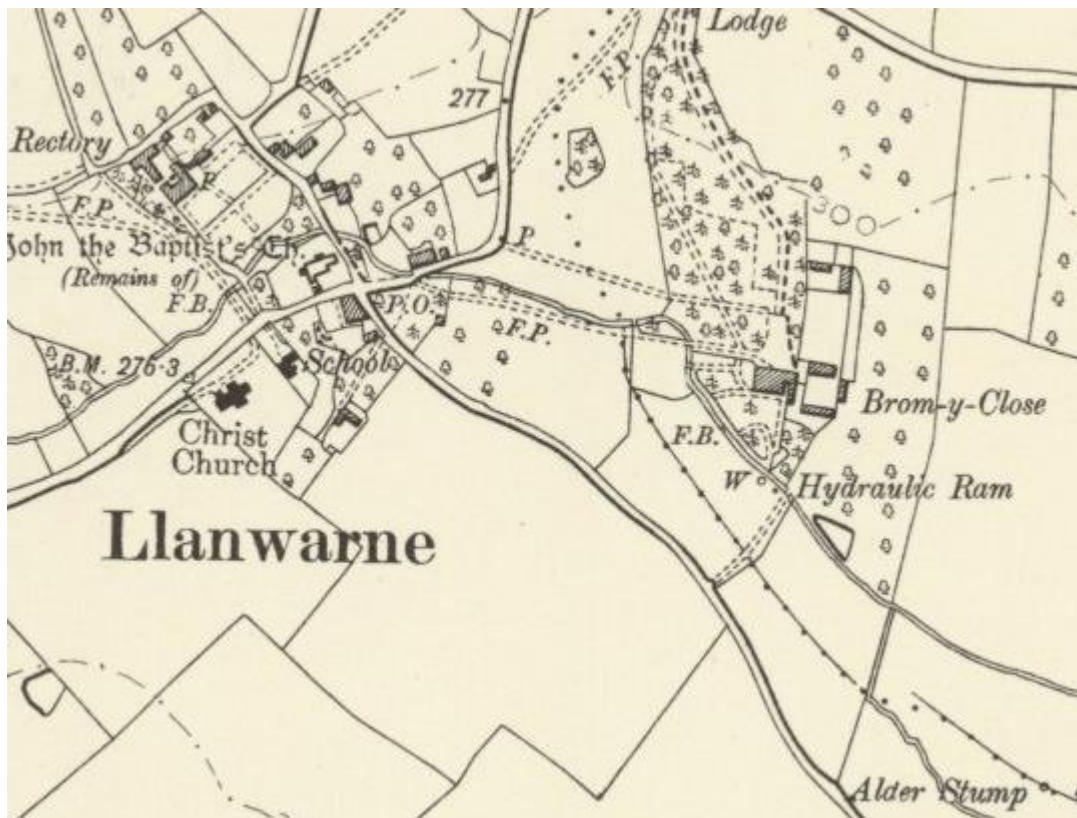 Lodge
F.P.
277
Rectory
P
F.P.
P
John the Baptist's Ch.
(Remains of)
F.B.
P.O.
F.P.
School
B.M. 276·3
Brom-y-Close
Christ
Church
F.B.
W
Hydraulic Ram
Llanwarne
Alder Stump